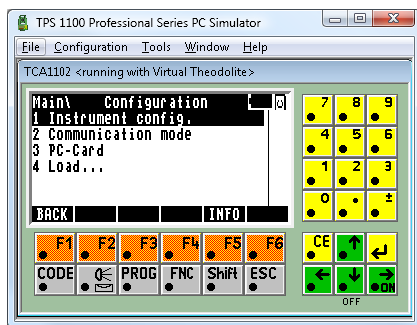 TPS 1100 Professional Series PC Simulator
File Configuration Tools Window Help
TCA1102 <running with Virtual Theodolite>
Main\ Configuration
1 Instrument config.
2 Communication mode
3 PC-Card
4 Load...
BACK INFO
7 8 9
4 5 6
1 2 3
0 . ±
F1 F2 F3 F4 F5 F6
CE
CODE PROG FNC Shift ESC
ON
OFF